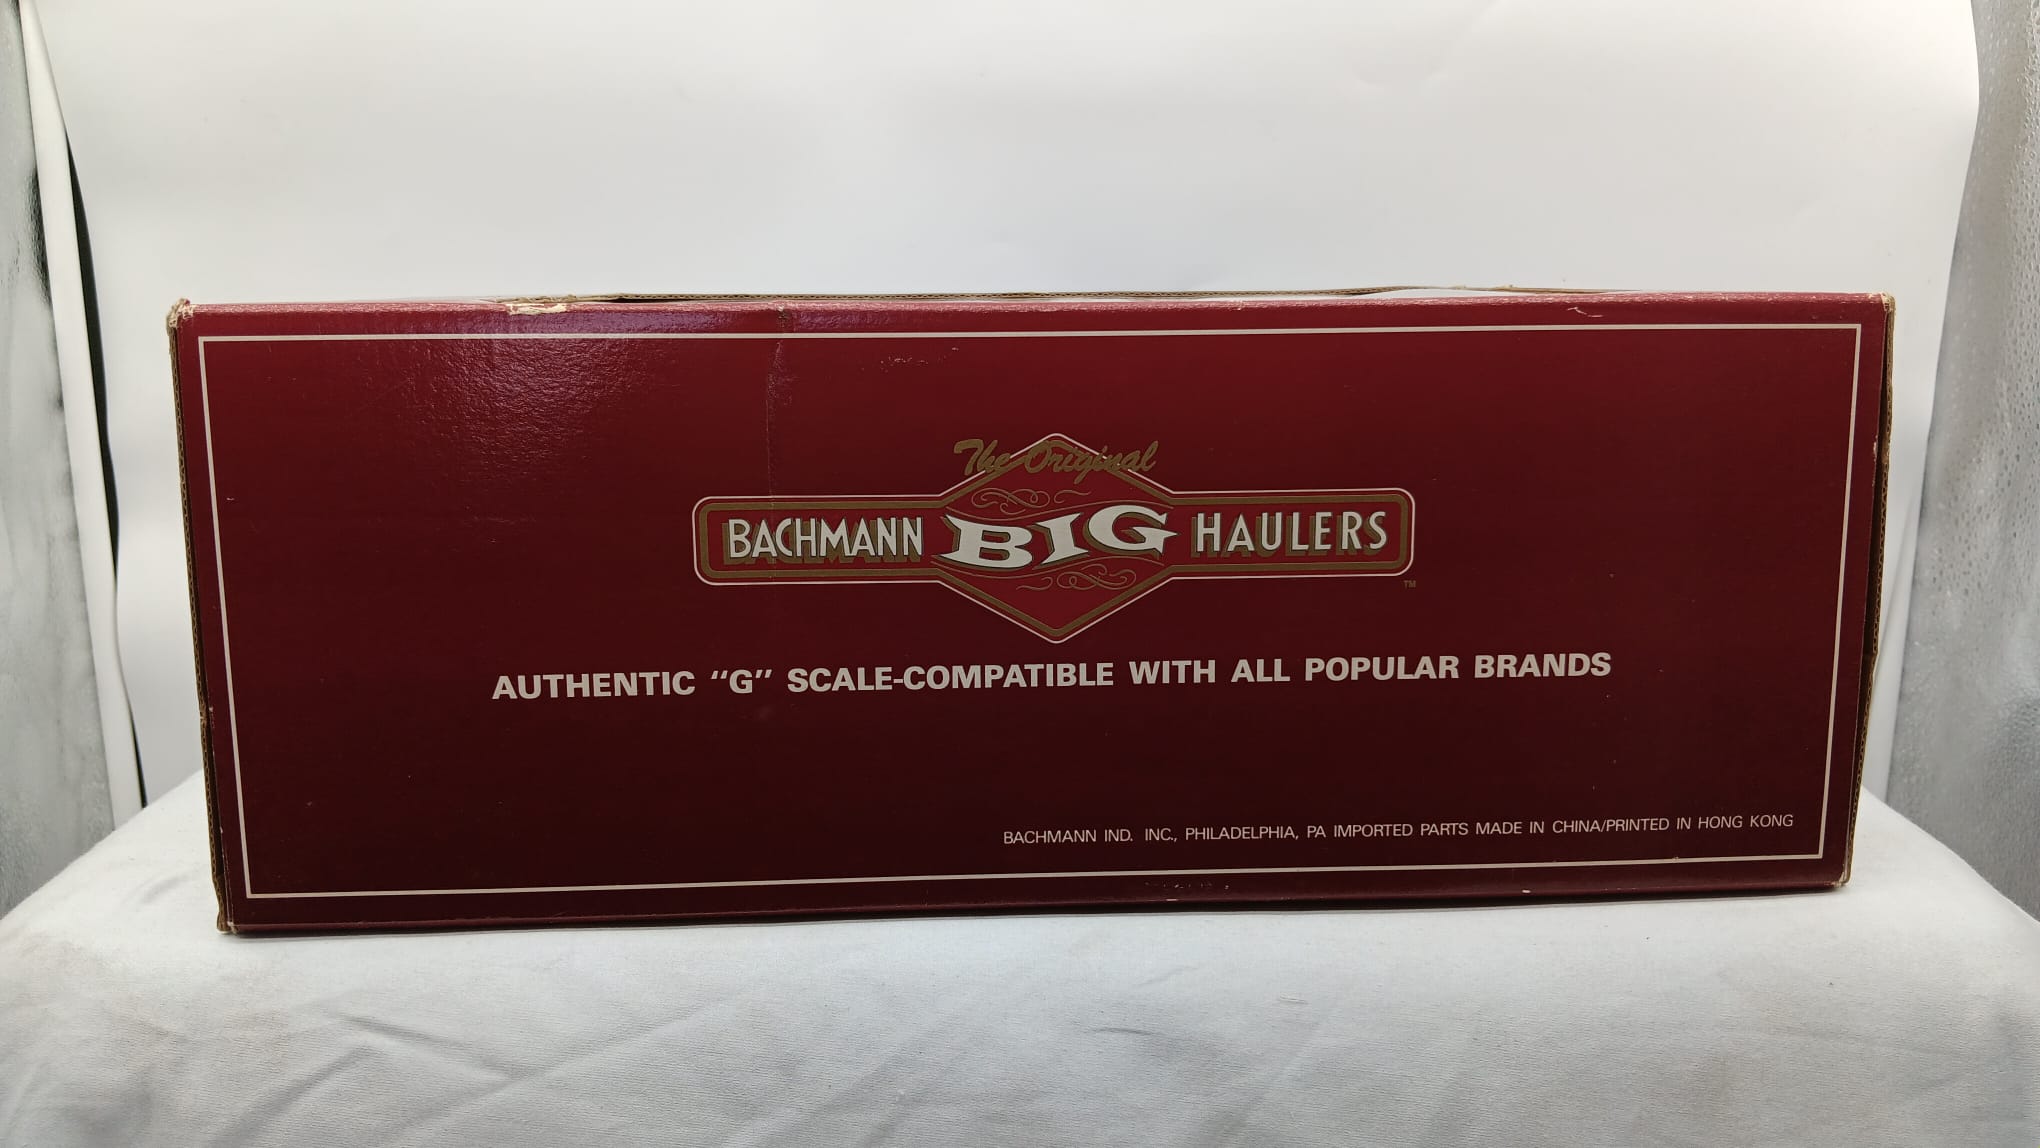 The Original
BACHMANN BIG HAULERS
TM
AUTHENTIC "G" SCALE-COMPATIBLE WITH ALL POPULAR BRANDS
BACHMANN IND. INC., PHILADELPHIA, PA IMPORTED PARTS MADE IN CHINA/PRINTED IN HONG KONG